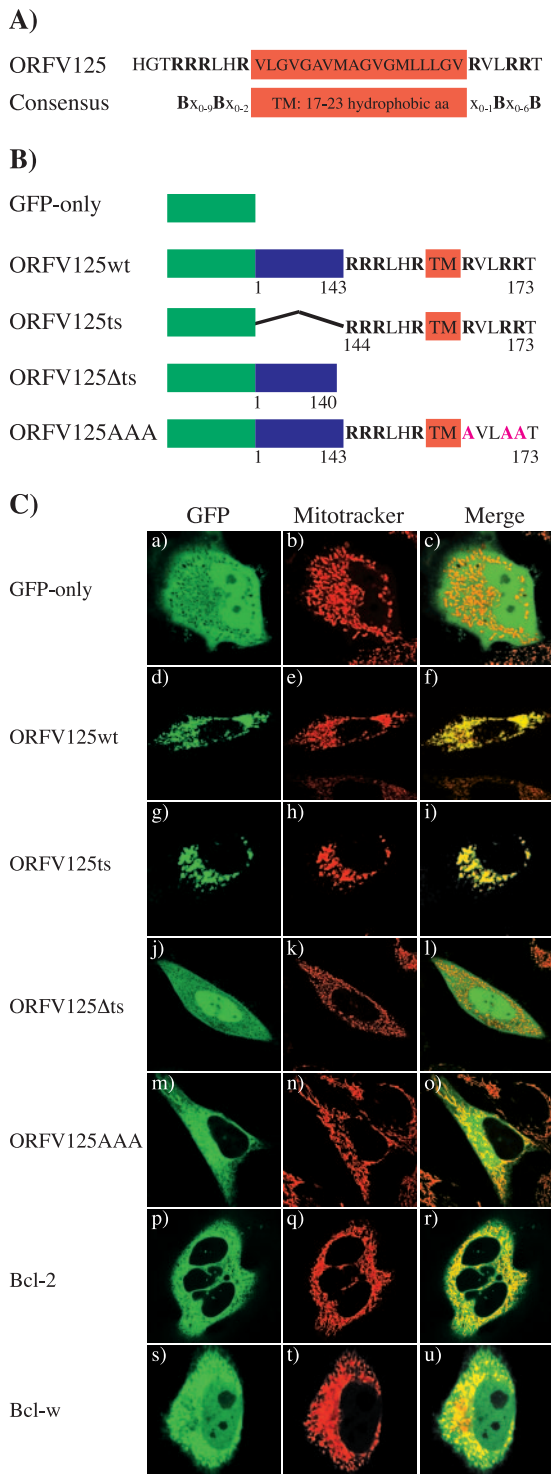 A)
ORFV125 HGTRRRLHR VLGVGAVMAGVGMLLLGV RVLRRT
Consensus Bx0-9Bx0-2 TM: 17-23 hydrophobic aa x0-1Bx0-6B
B)
GFP-only
ORFV125wt RRRLHR TM RVLRRT
1 143 173
ORFV125ts RRRLHR TM RVLRRT
144 173
ORFV125Δts
1 140
ORFV125AAA RRRLHR TM AVLAAT
1 143 173
C)
GFP Mitotracker Merge
GFP-only a) b) c)
ORFV125wt d) e) f)
ORFV125ts g) h) i)
ORFV125Δts j) k) l)
ORFV125AAA m) n) o)
Bcl-2 p) q) r)
Bcl-w s) t) u)